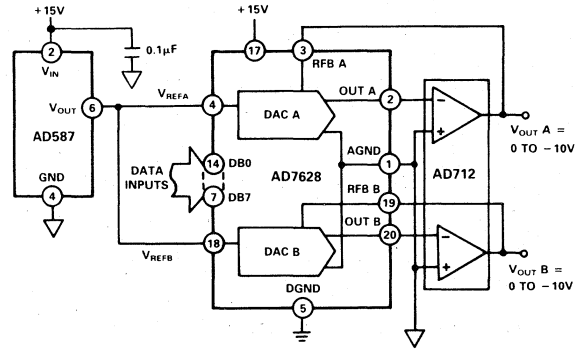 +15V
2
VIN
0.1μF
VOUT
6
AD587
GND
4
+15V
17
3
RFB A
VREFA
4
DAC A
OUT A
2
DATA
INPUTS
14
DB0
7
DB7
AD7628
AGND
1
RFB B
19
OUT B
20
VREFB
18
DAC B
DGND
5
AD712
−
+
VOUT A =
0 TO −10V
−
+
VOUT B =
0 TO −10V